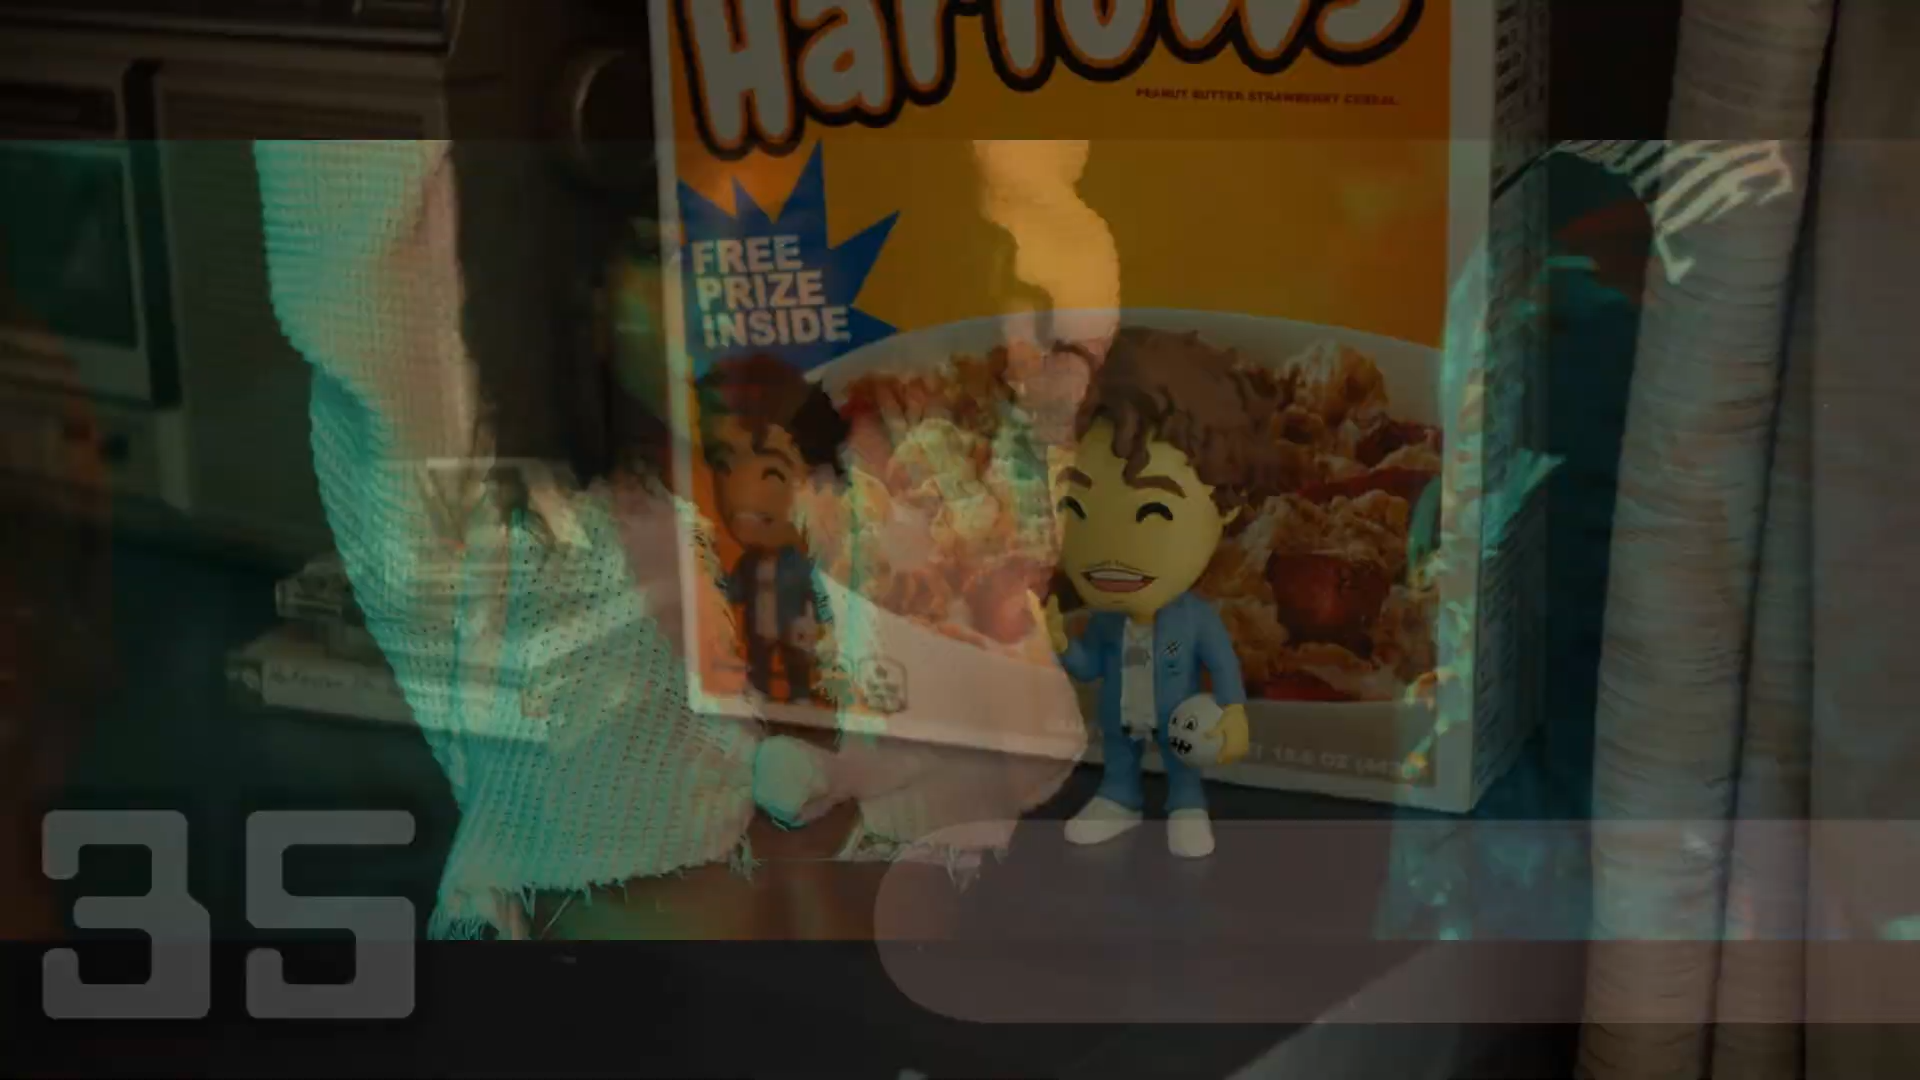 Harlows
PEANUT BUTTER STRAWBERRY CEREAL
FREE
PRIZE
INSIDE
35